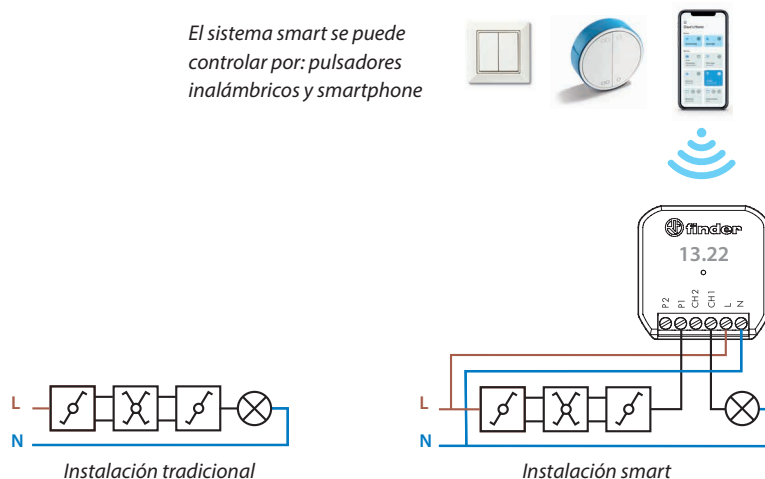 El sistema smart se puede
controlar por: pulsadores
inalámbricos y smartphone
finder
13.22
P2 P1 CH2 CH1 L N
L
N
Instalación tradicional
L
N
Instalación smart